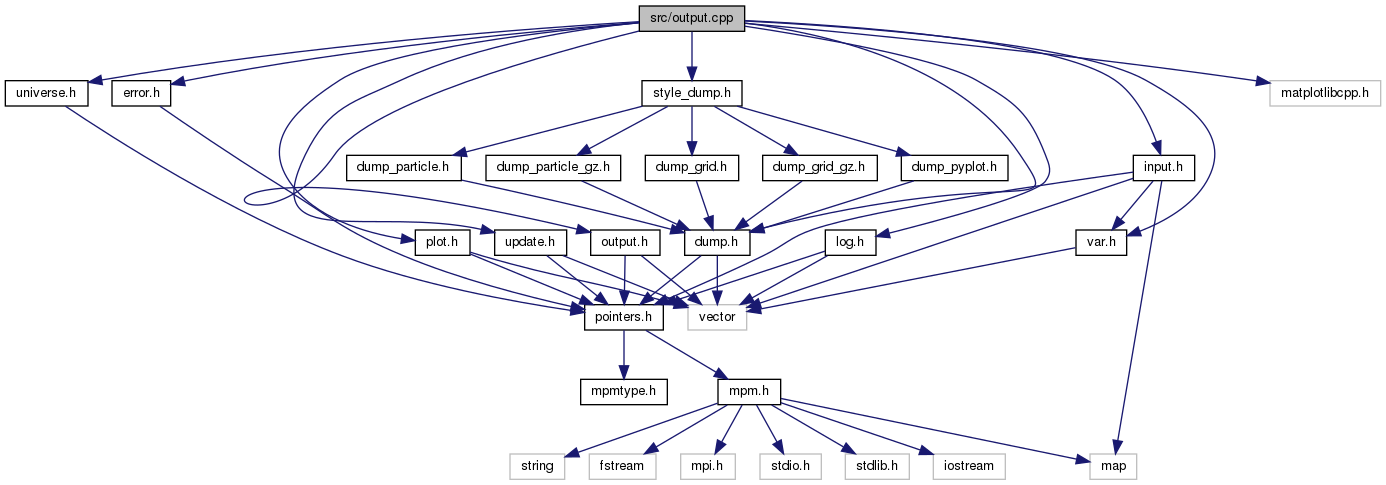 src/output.cpp
universe.h
error.h
style_dump.h
matplotlibcpp.h
dump_particle.h
dump_particle_gz.h
dump_grid.h
dump_grid_gz.h
dump_pyplot.h
input.h
plot.h
update.h
output.h
dump.h
log.h
var.h
pointers.h
vector
mpmtype.h
mpm.h
string
fstream
mpi.h
stdio.h
stdlib.h
iostream
map